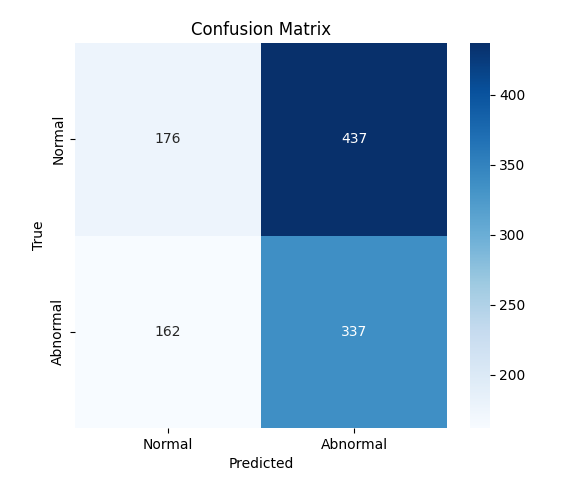 Confusion Matrix
True
Normal
176
437
400
350
300
250
200
Abnormal
162
337
Normal
Abnormal
Predicted